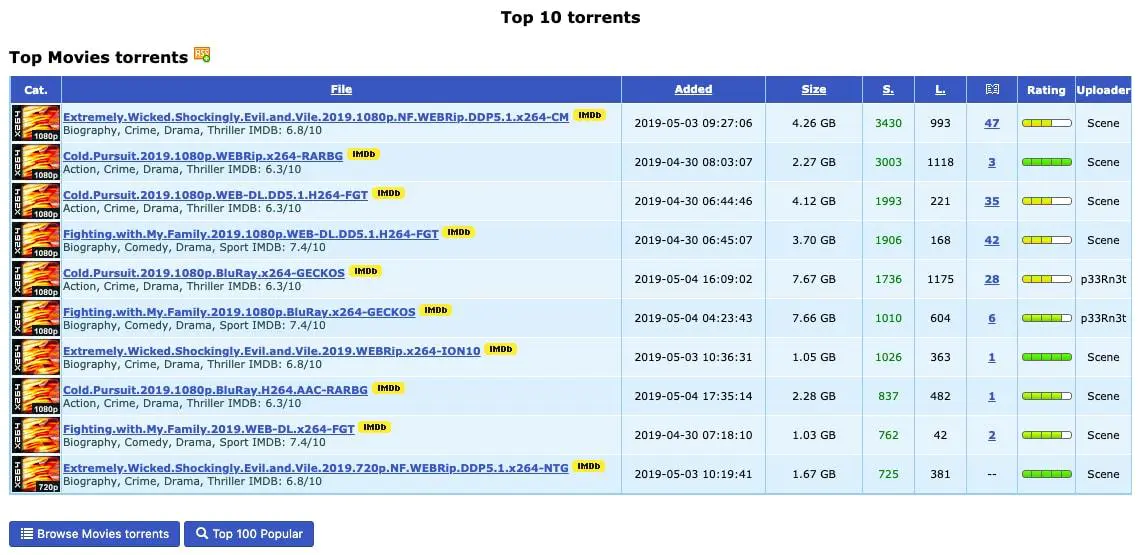 Top 10 torrents
Top Movies torrents RSS
Cat. File Added Size S. L. Rating Uploader
X264 1080p Extremely.Wicked.Shockingly.Evil.and.Vile.2019.1080p.NF.WEBRip.DDP5.1.x264-CM IMDb 2019-05-03 09:27:06 4.26 GB 3430 993 47 Scene
Biography, Crime, Drama, Thriller IMDB: 6.8/10
X264 1080p Cold.Pursuit.2019.1080p.WEBRip.x264-RARBG IMDb 2019-04-30 08:03:07 2.27 GB 3003 1118 3 Scene
Action, Crime, Drama, Thriller IMDB: 6.3/10
X264 1080p Cold.Pursuit.2019.1080p.WEB-DL.DD5.1.H264-FGT IMDb 2019-04-30 06:44:46 4.12 GB 1993 221 35 Scene
Action, Crime, Drama, Thriller IMDB: 6.3/10
X264 1080p Fighting.with.My.Family.2019.1080p.WEB-DL.DD5.1.H264-FGT IMDb 2019-04-30 06:45:07 3.70 GB 1906 168 42 Scene
Biography, Comedy, Drama, Sport IMDB: 7.4/10
X264 1080p Cold.Pursuit.2019.1080p.BluRay.x264-GECKOS IMDb 2019-05-04 16:09:02 7.67 GB 1736 1175 28 p33Rn3t
Action, Crime, Drama, Thriller IMDB: 6.3/10
X264 1080p Fighting.with.My.Family.2019.1080p.BluRay.x264-GECKOS IMDb 2019-05-04 04:23:43 7.66 GB 1010 604 6 p33Rn3t
Biography, Comedy, Drama, Sport IMDB: 7.4/10
X264 Extremely.Wicked.Shockingly.Evil.and.Vile.2019.WEBRip.x264-ION10 IMDb 2019-05-03 10:36:31 1.05 GB 1026 363 1 Scene
Biography, Crime, Drama, Thriller IMDB: 6.8/10
X264 1080p Cold.Pursuit.2019.1080p.BluRay.H264.AAC-RARBG IMDb 2019-05-04 17:35:14 2.28 GB 837 482 1 Scene
Action, Crime, Drama, Thriller IMDB: 6.3/10
X264 Fighting.with.My.Family.2019.WEB-DL.x264-FGT IMDb 2019-04-30 07:18:10 1.03 GB 762 42 2 Scene
Biography, Comedy, Drama, Sport IMDB: 7.4/10
X264 720p Extremely.Wicked.Shockingly.Evil.and.Vile.2019.720p.NF.WEBRip.DDP5.1.x264-NTG IMDb 2019-05-03 10:19:41 1.67 GB 725 381 -- Scene
Biography, Crime, Drama, Thriller IMDB: 6.8/10
Browse Movies torrents Top 100 Popular